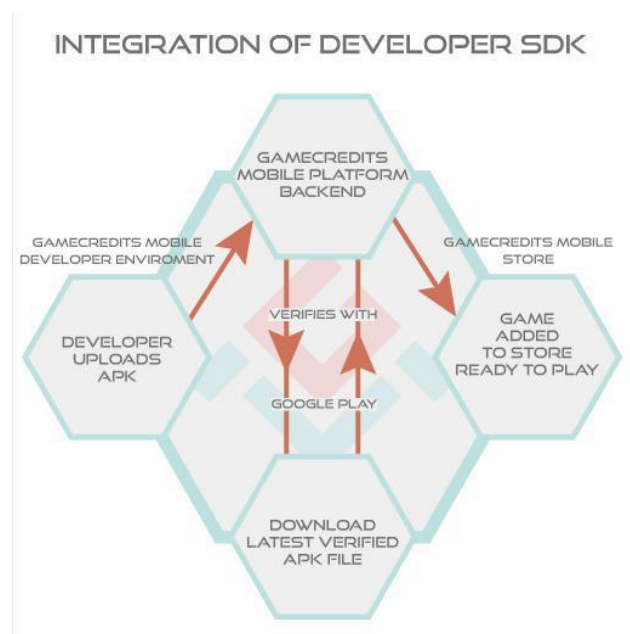 INTEGRATION OF DEVELOPER SDK
GAMECREDITS
MOBILE PLATFORM
BACKEND
GAMECREDITS MOBILE
DEVELOPER ENVIROMENT
GAMECREDITS MOBILE
STORE
VERIFIES WITH
DEVELOPER
UPLOADS
APK
GAME
ADDED
TO STORE
READY TO PLAY
GOOGLE PLAY
DOWNLOAD
LATEST VERIFIED
APK FILE